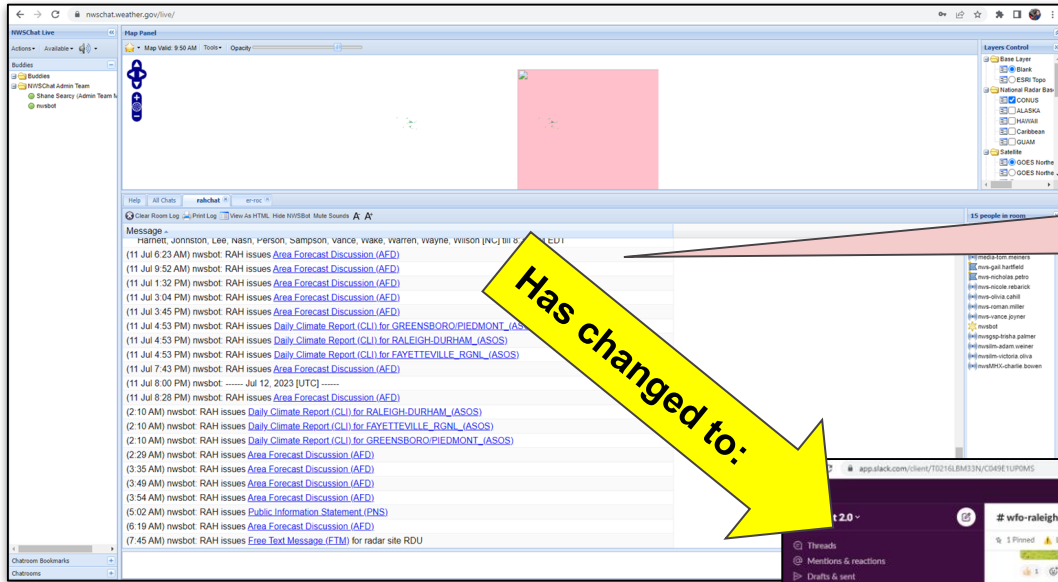 nwschat.weather.gov/live/
NWSChat Live
Map Panel
Actions Available
Map Valid: 9:50 AM Tools Opacity
Layers Control
Buddies
Buddies
NWSChat Admin Team
Shane Searcy (Admin Team M
nwsbot
Base Layer
Blank
ESRI Topo
National Radar Base
CONUS
ALASKA
HAWAII
Caribbean
GUAM
Satellite
GOES Northe
GOES Northe
Help All Chats rahchat er-roc
Clear Room Log Print Log View As HTML Hide NWSBot Mute Sounds A A
15 people in room
Message
Harnett, Johnston, Lee, Nash, Person, Sampson, Vance, Wake, Warren, Wayne, Wilson [NC] till 8: EDT
(11 Jul 6:23 AM) nwsbot: RAH issues Area Forecast Discussion (AFD)
(11 Jul 9:52 AM) nwsbot: RAH issues Area Forecast Discussion (AFD)
(11 Jul 1:32 PM) nwsbot: RAH issues Area Forecast Discussion (AFD)
(11 Jul 3:04 PM) nwsbot: RAH issues Area Forecast Discussion (AFD)
(11 Jul 3:45 PM) nwsbot: RAH issues Area Forecast Discussion (AFD)
(11 Jul 4:53 PM) nwsbot: RAH issues Daily Climate Report (CLI) for GREENSBORO/PIEDMONT_(AS
(11 Jul 4:53 PM) nwsbot: RAH issues Daily Climate Report (CLI) for RALEIGH-DURHAM_(ASOS)
(11 Jul 4:53 PM) nwsbot: RAH issues Daily Climate Report (CLI) for FAYETTEVILLE_RGNL_(ASOS)
(11 Jul 7:43 PM) nwsbot: RAH issues Area Forecast Discussion (AFD)
(11 Jul 8:00 PM) nwsbot: ------ Jul 12, 2023 [UTC] ------
(11 Jul 8:28 PM) nwsbot: RAH issues Area Forecast Discussion (AFD)
(2:10 AM) nwsbot: RAH issues Daily Climate Report (CLI) for RALEIGH-DURHAM_(ASOS)
(2:10 AM) nwsbot: RAH issues Daily Climate Report (CLI) for FAYETTEVILLE_RGNL_(ASOS)
(2:10 AM) nwsbot: RAH issues Daily Climate Report (CLI) for GREENSBORO/PIEDMONT_(ASOS)
(2:29 AM) nwsbot: RAH issues Area Forecast Discussion (AFD)
(3:35 AM) nwsbot: RAH issues Area Forecast Discussion (AFD)
(3:49 AM) nwsbot: RAH issues Area Forecast Discussion (AFD)
(3:54 AM) nwsbot: RAH issues Area Forecast Discussion (AFD)
(5:02 AM) nwsbot: RAH issues Public Information Statement (PNS)
(6:19 AM) nwsbot: RAH issues Area Forecast Discussion (AFD)
(7:45 AM) nwsbot: RAH issues Free Text Message (FTM) for radar site RDU
media-tom.meiners
nws-gail.hartfield
nws-nicholas.petro
nws-nicole.rebarick
nws-olivia.cahill
nws-roman.miller
nws-vance.joyner
nwsbot
nwsgsp-trisha.palmer
nwsilm-adam.weiner
nwsilm-victoria.oliva
nwsMHX-charlie.bowen
Chatroom Bookmarks
Chatrooms
Has changed to:
app.slack.com/client/T0216LBM33N/C049E1UP0MS
t 2.0
# wfo-raleigh
Threads
1 Pinned
Mentions & reactions
Drafts & sent
1